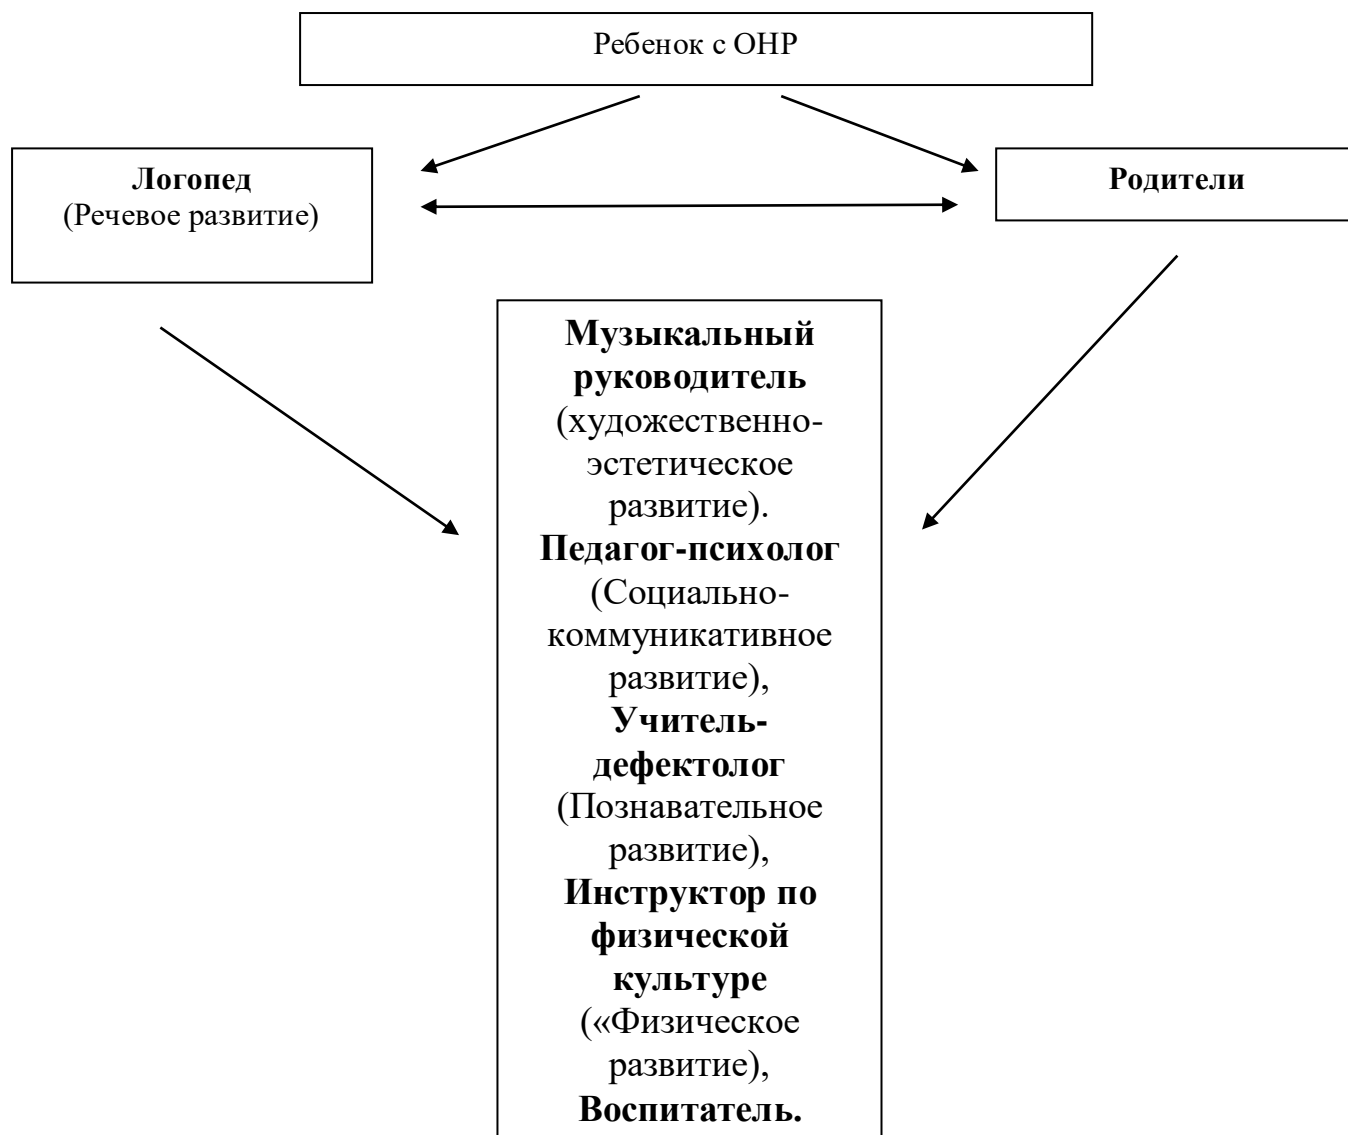 Ребенок с ОНР
Логопед
(Речевое развитие)
Родители
Музыкальный
руководитель
(художественно-
эстетическое
развитие).
Педагог-психолог
(Социально-
коммуникативное
развитие),
Учитель-
дефектолог
(Познавательное
развитие),
Инструктор по
физической
культуре
(«Физическое
развитие),
Воспитатель.